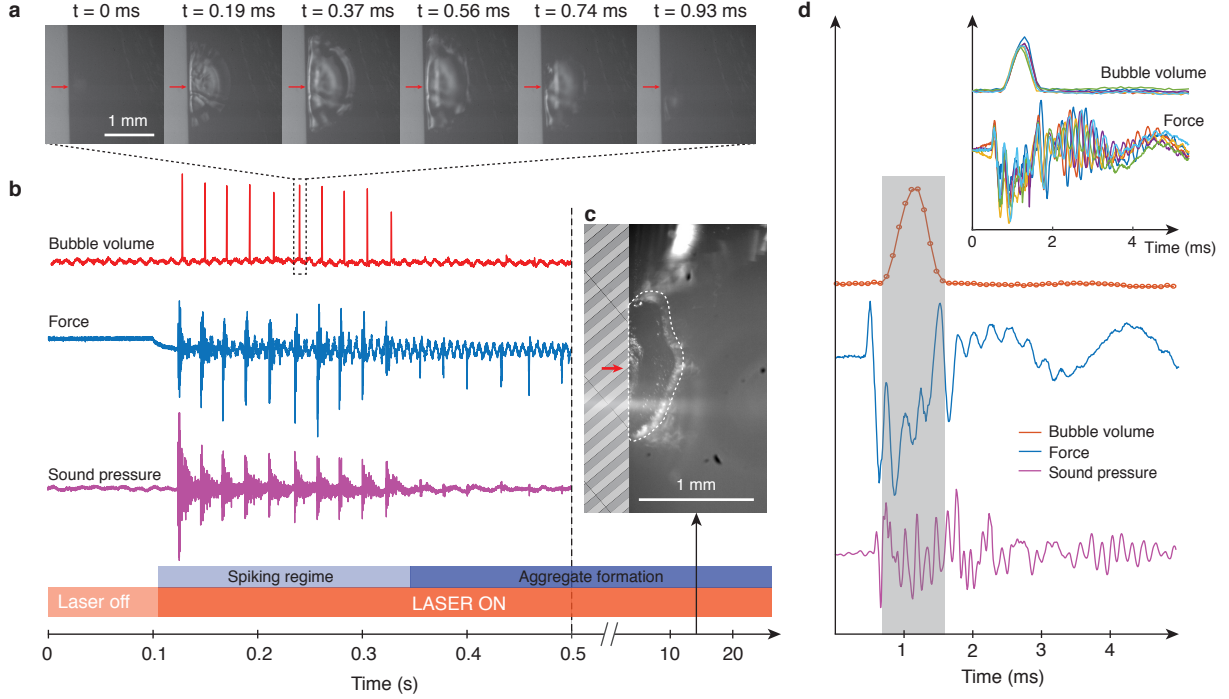 a
t = 0 ms t = 0.19 ms t = 0.37 ms t = 0.56 ms t = 0.74 ms t = 0.93 ms
1 mm
b
Bubble volume
Force
Sound pressure
Spiking regime Aggregate formation
Laser off LASER ON
0 0.1 0.2 0.3 0.4 0.5 10 20
Time (s)
c
1 mm
d
Bubble volume
Force
0 2 4
Time (ms)
Bubble volume
Force
Sound pressure
1 2 3 4
Time (ms)